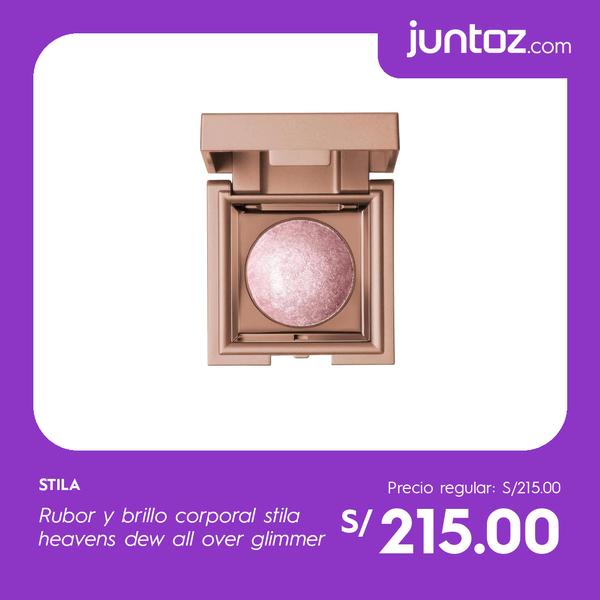 juntoz.com
STILA
Rubor y brillo corporal stila
heavens dew all over glimmer
Precio regular: S/215.00
S/ 215.00